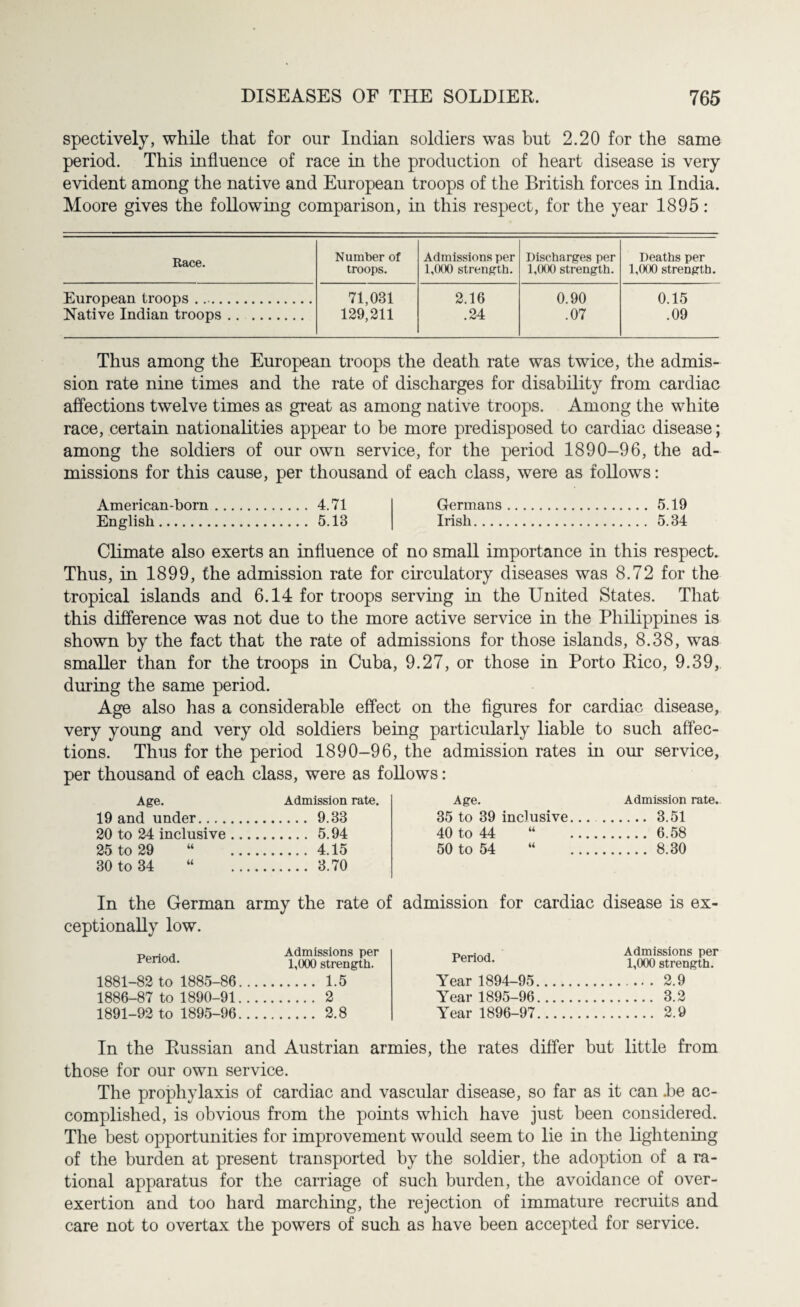 DISEASES OF THE SOLDIER. 765
spectively, while that for our Indian soldiers was but 2.20 for the same
period. This influence of race in the production of heart disease is very
evident among the native and European troops of the British forces in India.
Moore gives the following comparison, in this respect, for the year 1895:
Race. Number of troops. Admissions per 1,000 strength. Discharges per 1,000 strength. Deaths per 1,000 strength.
European troops . . . . . . . . . . . . . . . . 71,031 2.16 0.90 0.15
Native Indian troops . . . . . . . . . . 129,211 .24 .07 .09
Thus among the European troops the death rate was twice, the admis-
sion rate nine times and the rate of discharges for disability from cardiac
affections twelve times as great as among native troops. Among the white
race, certain nationalities appear to be more predisposed to cardiac disease;
among the soldiers of our own service, for the period 1890–96, the ad-
missions for this cause, per thousand of each class, were as follows:
American-born . . . . . . . . . . . . 4.71 Germans . . . . . . . . . . . . . . . . . . 5.19
English . . . . . . . . . . . . . . . . . . . 5.13 Irish . . . . . . . . . . . . . . . . . . . . . . 5.34
Climate also exerts an influence of no small importance in this respect.
Thus, in 1899, the admission rate for circulatory diseases was 8.72 for the
tropical islands and 6.14 for troops serving in the United States. That
this difference was not due to the more active service in the Philippines is
shown by the fact that the rate of admissions for those islands, 8.38, was
smaller than for the troops in Cuba, 9.27, or those in Porto Rico, 9.39,
during the same period.
Age also has a considerable effect on the figures for cardiac disease,
very young and very old soldiers being particularly liable to such affec-
tions. Thus for the period 1890–96, the admission rates in our service,
per thousand of each class, were as follows:
Age. Admission rate. Age. Admission rate.
19 and under . . . . . . . . . . . . . . 9.33 35 to 39 inclusive . . . . . . . . . 3.51
20 to 24 inclusive . . . . . . . . . . 5.94 40 to 44 “ . . . . . . . . . . 6.58
25 to 29 “ . . . . . . . . . . 4.15 50 to 54 “ . . . . . . . . . . 8.30
30 to 34 “ . . . . . . . . . . 3.70
In the German army the rate of admission for cardiac disease is ex-
ceptionally low.
Period. Admissions per 1,000 strength. Period. Admissions per 1,000 strength.
1881–82 to 1885–86 . . . . . . . . . . 1.5 Year 1894–95 . . . . . . . . . . . . . . . 2.9
1886–87 to 1890–91 . . . . . . . . . . 2 Year 1895–96 . . . . . . . . . . . . . . . 3.2
1891–92 to 1895–96 . . . . . . . . . . 2.8 Year 1896–97 . . . . . . . . . . . . . . . 2.9
In the Russian and Austrian armies, the rates differ but little from
those for our own service.
The prophylaxis of cardiac and vascular disease, so far as it can be ac-
complished, is obvious from the points which have just been considered.
The best opportunities for improvement would seem to lie in the lightening
of the burden at present transported by the soldier, the adoption of a ra-
tional apparatus for the carriage of such burden, the avoidance of over-
exertion and too hard marching, the rejection of immature recruits and
care not to overtax the powers of such as have been accepted for service.